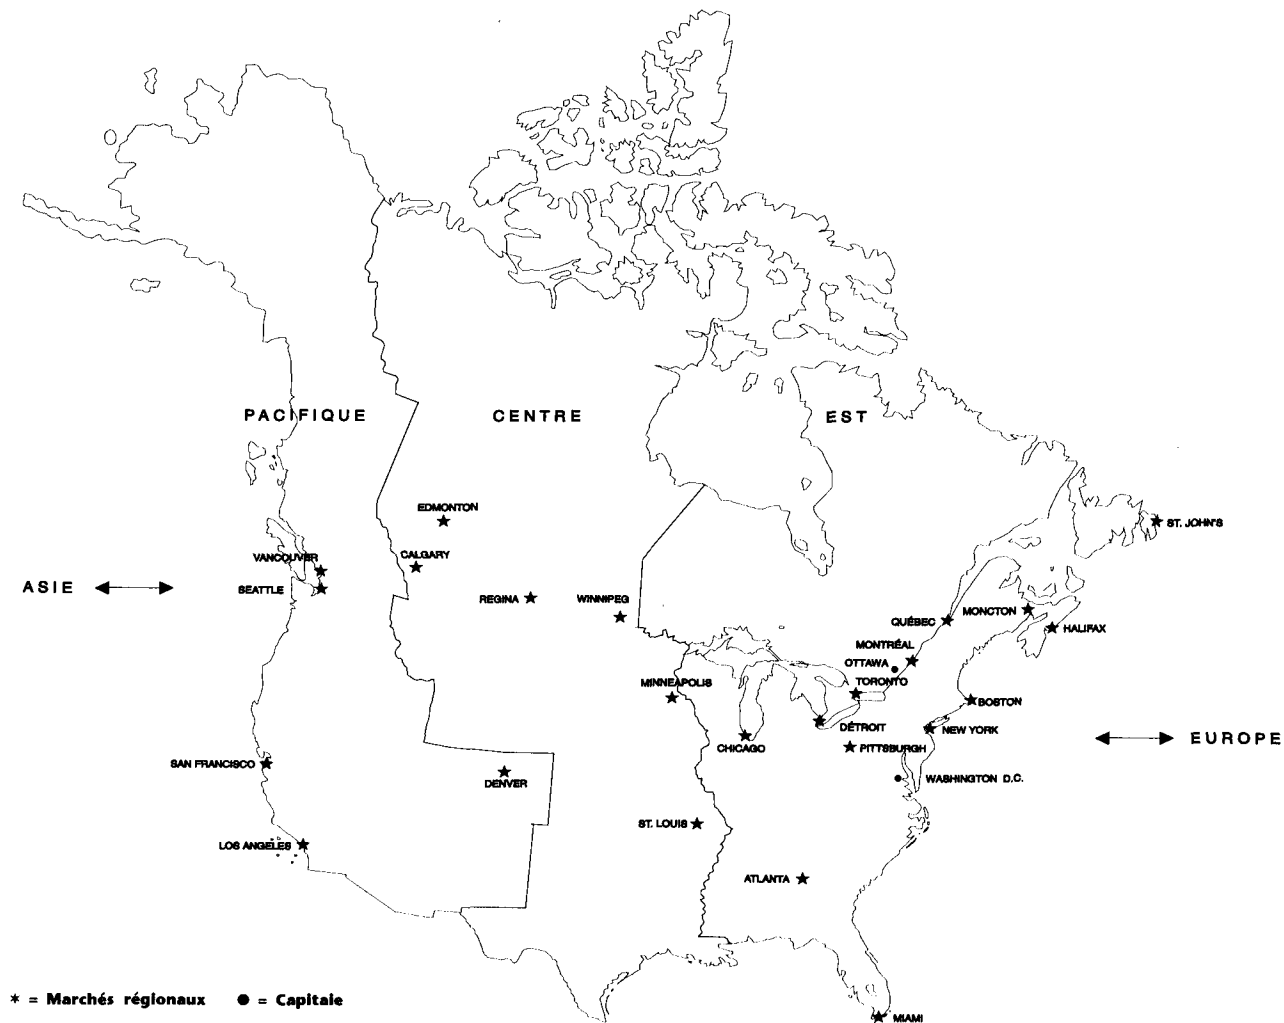 PACIFIQUE
CENTRE
EST
EDMONTON
ST. JOHN'S
VANCOUVER
CALGARY
ASIE
SEATTLE
REGINA
WINNIPEG
MONCTON
QUÉBEC
HALIFAX
MONTRÉAL
OTTAWA
TORONTO
MINNEAPOLIS
BOSTON
DÉTROIT
NEW YORK
EUROPE
CHICAGO
PITTSBURGH
SAN FRANCISCO
DENVER
WASHINGTON D.C.
ST. LOUIS
LOS ANGELES
ATLANTA
* = Marchés régionaux ● = Capitaie
MIAMI